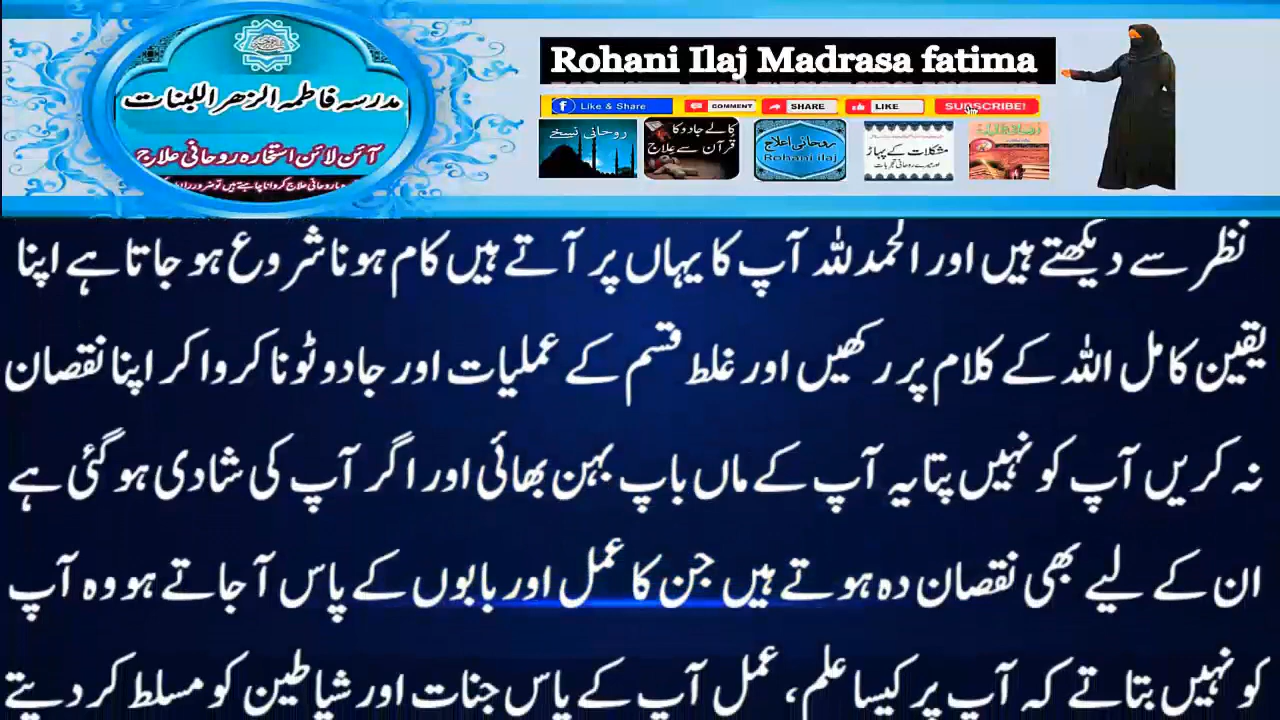 مدرسہ فاطمہ الزھرا للبنات
آئن لائن استخارہ روحانی علاج
Rohani Ilaj Madrasa fatima
Like & Share
COMMENT
SHARE
LIKE
SUBSCRIBE!
روحانی نسخے
کالے جادو کا
قرآن سے علاج
روحانی علاج
Rohani ilaj
مشکلات کے پہاڑ
نظر سے دیکھتے ہیں اور الحمدللہ آپ کا یہاں پر آتے ہیں کام ہونا شروع ہو جاتا ہے اپنا
یقین کامل اللہ کے کلام پر رکھیں اور غلط قسم کے عملیات اور جادو ٹونا کروا کر اپنا نقصان
نہ کریں آپ کو نہیں پتا یہ آپ کے ماں باپ بہن بھائی اور اگر آپ کی شادی ہو گئی ہے
ان کے لیے بھی نقصان دہ ہوتے ہیں جن کا عمل اور بابوں کے پاس آ جاتے ہو وہ آپ
کو نہیں بتاتے کہ آپ پر کیسا علم، عمل آپ کے پاس جنات اور شیاطین کو مسلط کر دیتے